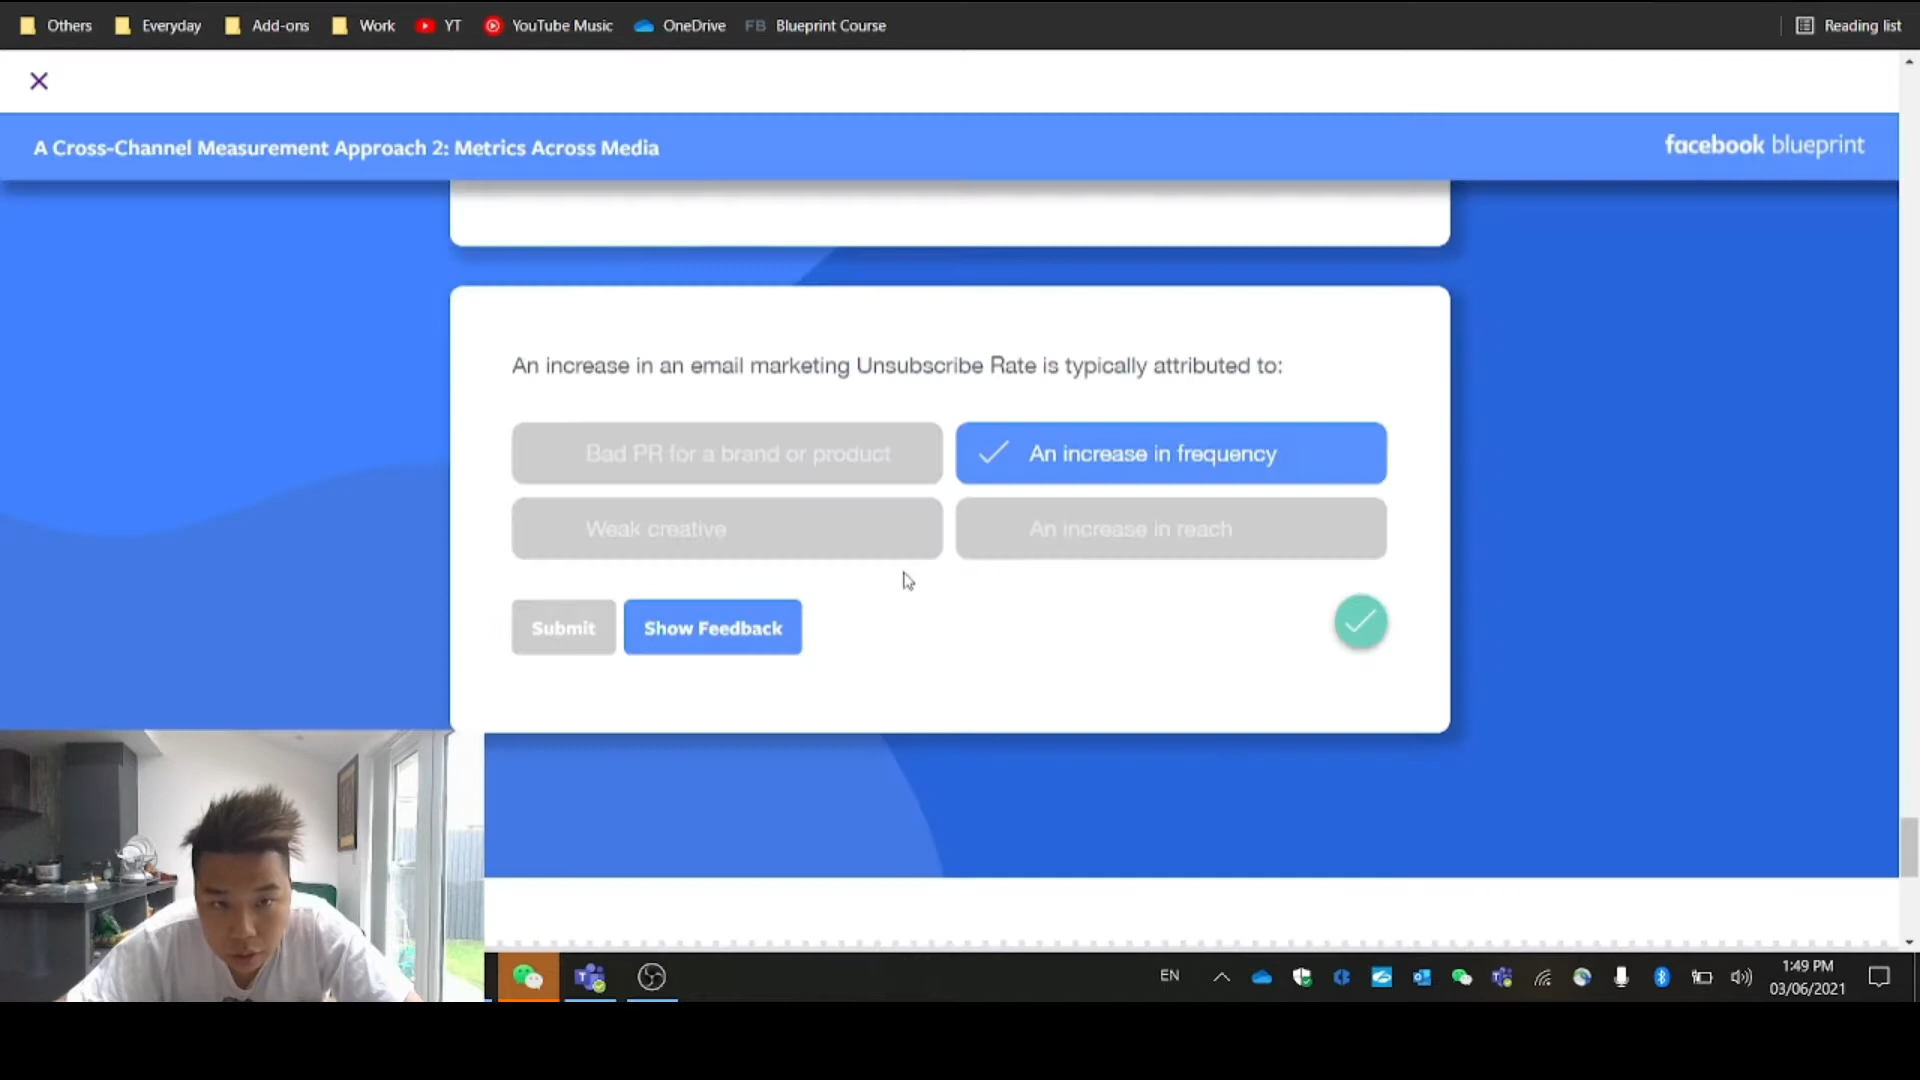 Others
Everyday
Add-ons
Work
YT
YouTube Music
OneDrive
FB
Blueprint Course
Reading list
A Cross-Channel Measurement Approach 2: Metrics Across Media
facebook blueprint
An increase in an email marketing Unsubscribe Rate is typically attributed to:
Bad PR for a brand or product
An increase in frequency
Weak creative
An increase in reach
Submit
Show Feedback
EN
1:49 PM
03/06/2021